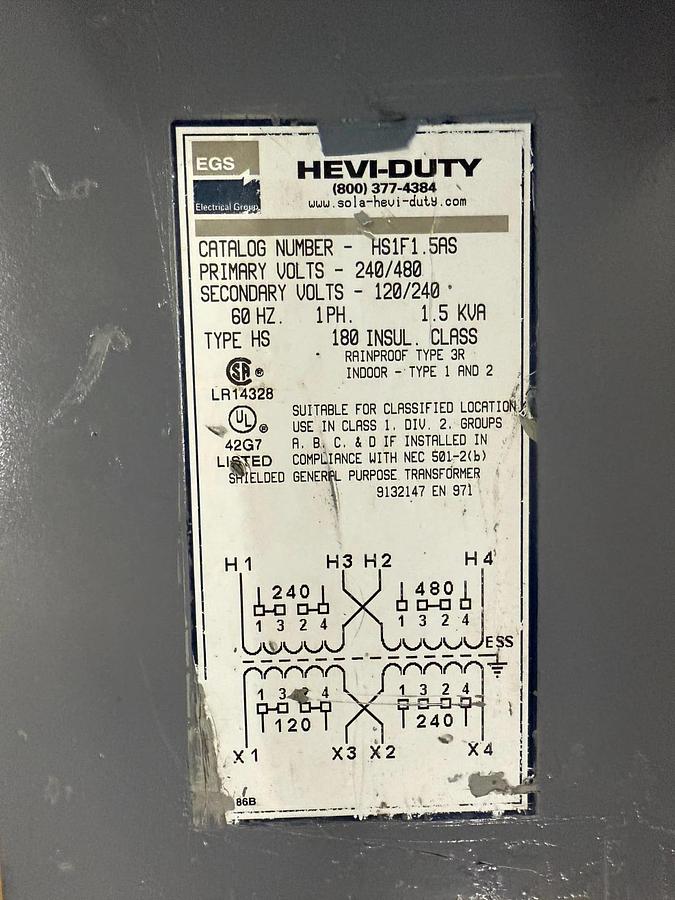 EGS
Electrical Group
HEVI-DUTY
(800) 377-4384
www.sola-hevi-duty.com
CATALOG NUMBER - HS1F1.5AS
PRIMARY VOLTS - 240/480
SECONDARY VOLTS - 120/240
60 HZ. 1PH. 1.5 KVA
TYPE HS 180 INSUL. CLASS
RAINPROOF TYPE 3R
INDOOR - TYPE 1 AND 2
SA ®
LR14328
UL ®
42G7
LISTED
SUITABLE FOR CLASSIFIED LOCATION
USE IN CLASS 1, DIV. 2, GROUPS
A, B, C, & D IF INSTALLED IN
COMPLIANCE WITH NEC 501-2(b)
SHIELDED GENERAL PURPOSE TRANSFORMER
9132147 EN 971
H1 H3 H2 H4
240 480
1 3 2 4 1 3 2 4
ESS
1 3 4 1 3 2 4
120 240
X1 X3 X2 X4
86B